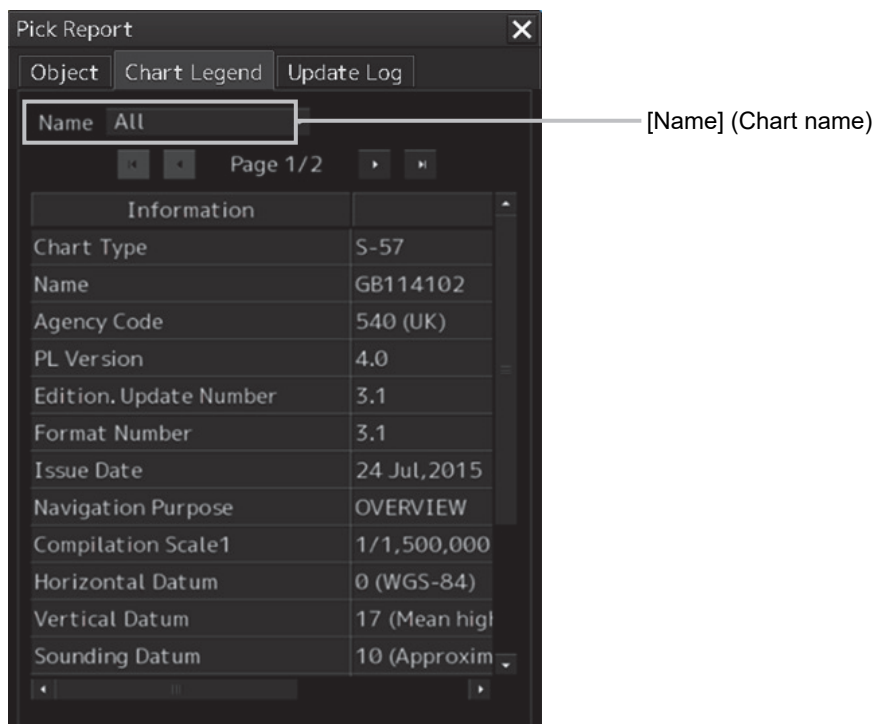 Pick Report
Object Chart Legend Update Log
Name All
[Name] (Chart name)
Page 1/2
Information
Chart Type S-57
Name GB114102
Agency Code 540 (UK)
PL Version 4.0
Edition. Update Number 3.1
Format Number 3.1
Issue Date 24 Jul,2015
Navigation Purpose OVERVIEW
Compilation Scale1 1/1,500,000
Horizontal Datum 0 (WGS-84)
Vertical Datum 17 (Mean higl
Sounding Datum 10 (Approxim